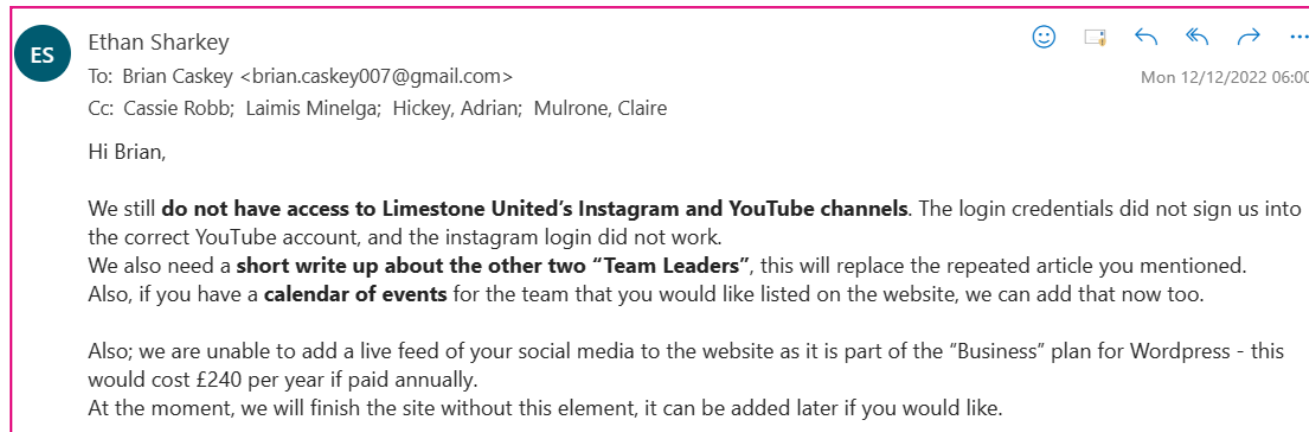 ES
Ethan Sharkey
To: Brian Caskey <brian.caskey007@gmail.com>
Mon 12/12/2022 06:00
Cc: Cassie Robb; Laimis Minelga; Hickey, Adrian; Mulrone, Claire
Hi Brian,
We still do not have access to Limestone United's Instagram and YouTube channels. The login credentials did not sign us into
the correct YouTube account, and the instagram login did not work.
We also need a short write up about the other two “Team Leaders”, this will replace the repeated article you mentioned.
Also, if you have a calendar of events for the team that you would like listed on the website, we can add that now too.
Also; we are unable to add a live feed of your social media to the website as it is part of the “Business” plan for Wordpress - this
would cost £240 per year if paid annually.
At the moment, we will finish the site without this element, it can be added later if you would like.